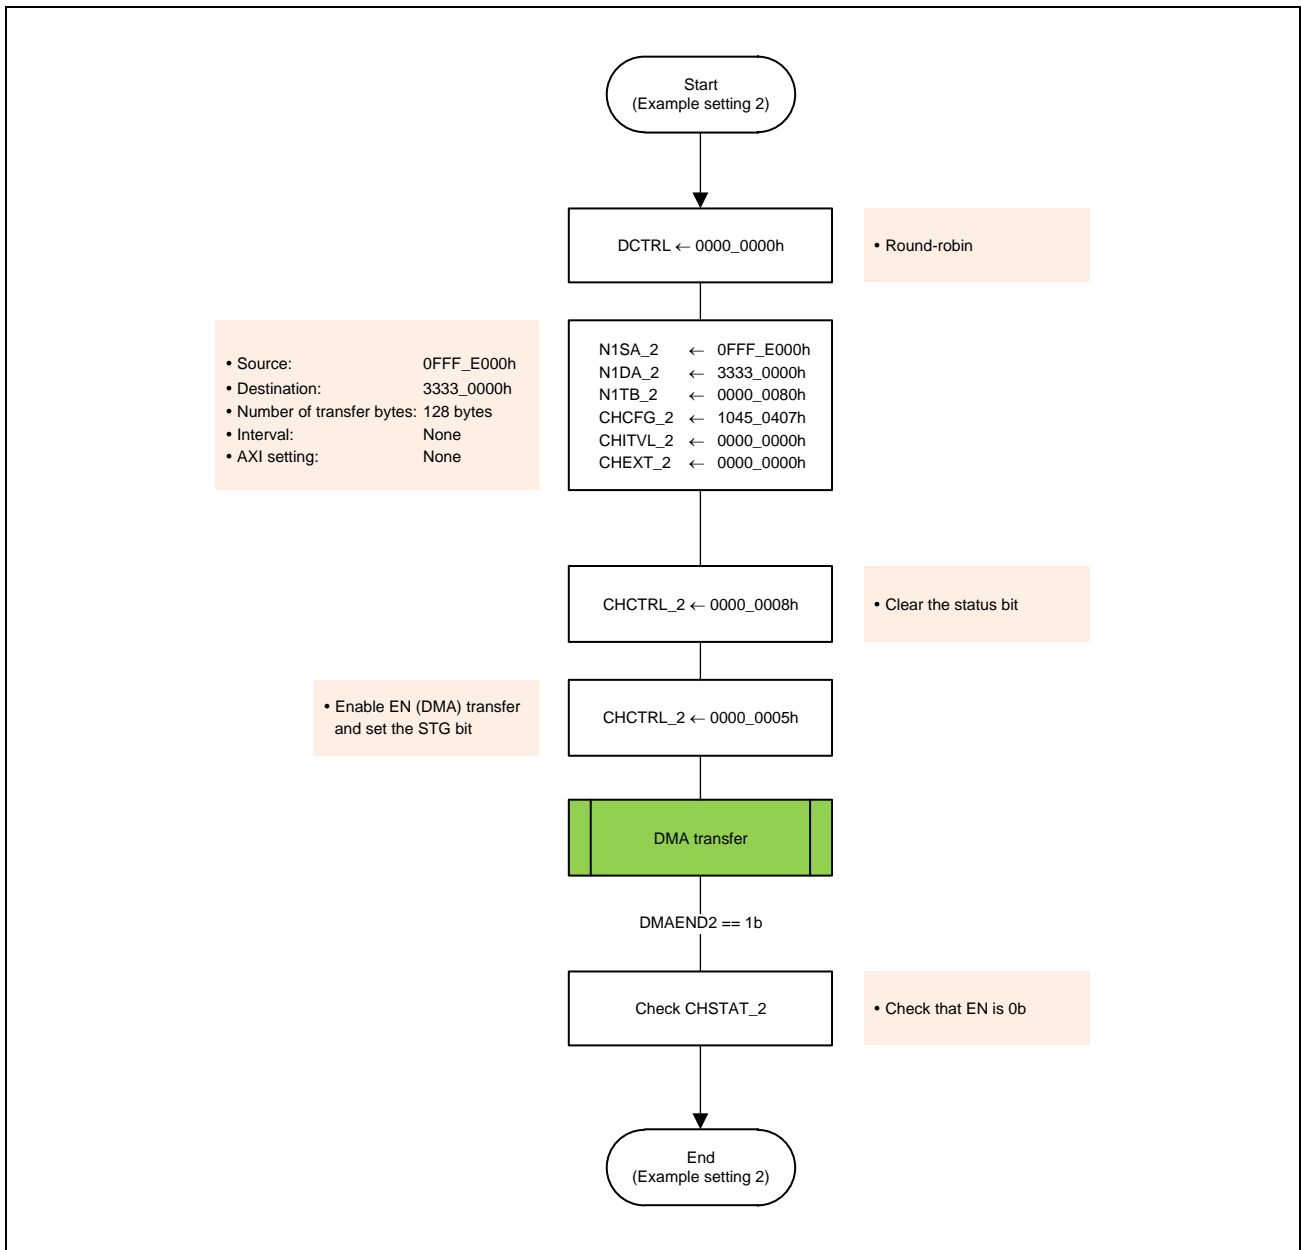 Start
(Example setting 2)
DCTRL ← 0000_0000h
• Round-robin
• Source: 0FFF_E000h
• Destination: 3333_0000h
• Number of transfer bytes: 128 bytes
• Interval: None
• AXI setting: None
N1SA_2 ← 0FFF_E000h
N1DA_2 ← 3333_0000h
N1TB_2 ← 0000_0080h
CHCFG_2 ← 1045_0407h
CHITVL_2 ← 0000_0000h
CHEXT_2 ← 0000_0000h
CHCTRL_2 ← 0000_0008h
• Clear the status bit
• Enable EN (DMA) transfer
and set the STG bit
CHCTRL_2 ← 0000_0005h
DMA transfer
DMAEND2 == 1b
Check CHSTAT_2
• Check that EN is 0b
End
(Example setting 2)